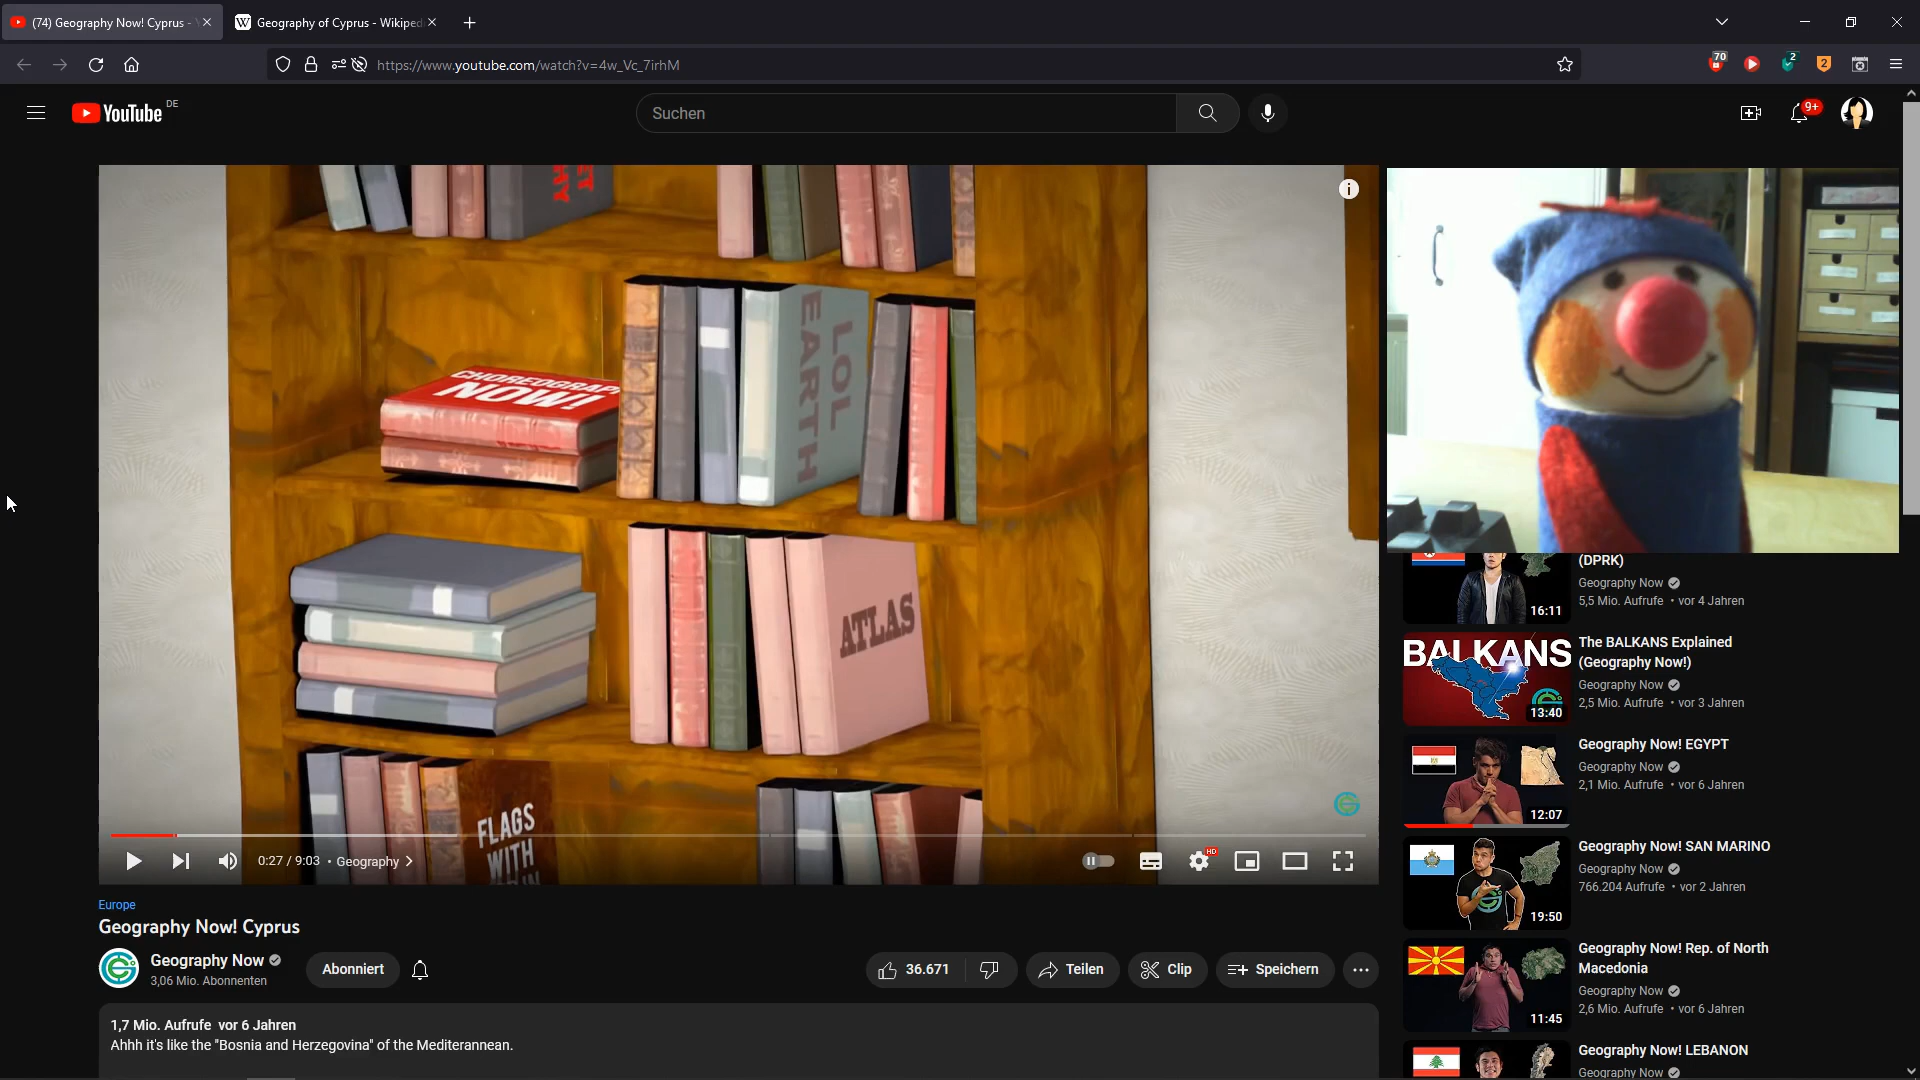 (74) Geography Now! Cyprus -
Geography of Cyprus - Wikiped
https://www.youtube.com/watch?v=4w_Vc_7irhM
70
2
2
YouTube DE
Suchen
9+
LOL
EARTH
NOW!
ATLAS
FLAGS
WITH
0:27 / 9:03 • Geography
HD
Europe
Geography Now! Cyprus
Geography Now
3,06 Mio. Abonnenten
Abonniert
36.671
Teilen
Clip
Speichern
1,7 Mio. Aufrufe vor 6 Jahren
Ahhh it's like the "Bosnia and Herzegovina" of the Mediterannean.
(DPRK)
Geography Now
5,5 Mio. Aufrufe • vor 4 Jahren
16:11
BALKANS
13:40
The BALKANS Explained
(Geography Now!)
Geography Now
2,5 Mio. Aufrufe • vor 3 Jahren
12:07
Geography Now! EGYPT
Geography Now
2,1 Mio. Aufrufe • vor 6 Jahren
19:50
Geography Now! SAN MARINO
Geography Now
766.204 Aufrufe • vor 2 Jahren
11:45
Geography Now! Rep. of North
Macedonia
Geography Now
2,6 Mio. Aufrufe • vor 6 Jahren
Geography Now! LEBANON
Geography Now